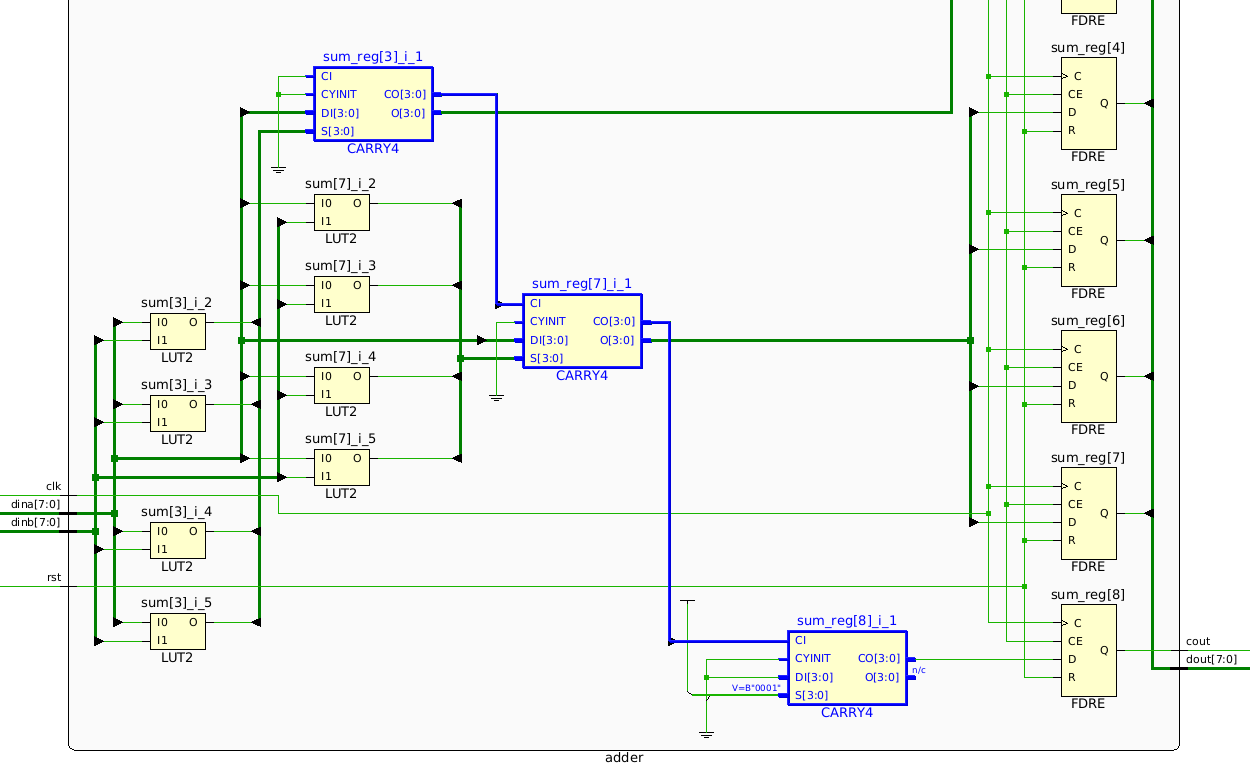 FDRE
sum_reg[3]_i_1
CI
CYINIT
DI[3:0]
S[3:0]
CO[3:0]
O[3:0]
CARRY4
sum[7]_i_2
I0 O
I1
LUT2
sum[7]_i_3
I0 O
I1
LUT2
sum[7]_i_4
I0 O
I1
LUT2
sum[7]_i_5
I0 O
I1
LUT2
sum[3]_i_2
I0 O
I1
LUT2
sum[3]_i_3
I0 O
I1
LUT2
sum[3]_i_4
I0 O
I1
LUT2
sum[3]_i_5
I0 O
I1
LUT2
clk
dina[7:0]
dinb[7:0]
rst
sum_reg[7]_i_1
CI
CYINIT
DI[3:0]
S[3:0]
CO[3:0]
O[3:0]
CARRY4
sum_reg[8]_i_1
CI
CYINIT
DI[3:0]
S[3:0]
CO[3:0]
O[3:0]
n/c
V=B"0001"
CARRY4
sum_reg[4]
C
CE
D
R
Q
FDRE
sum_reg[5]
C
CE
D
R
Q
FDRE
sum_reg[6]
C
CE
D
R
Q
FDRE
sum_reg[7]
C
CE
D
R
Q
FDRE
sum_reg[8]
C
CE
D
R
Q
FDRE
cout
dout[7:0]
adder